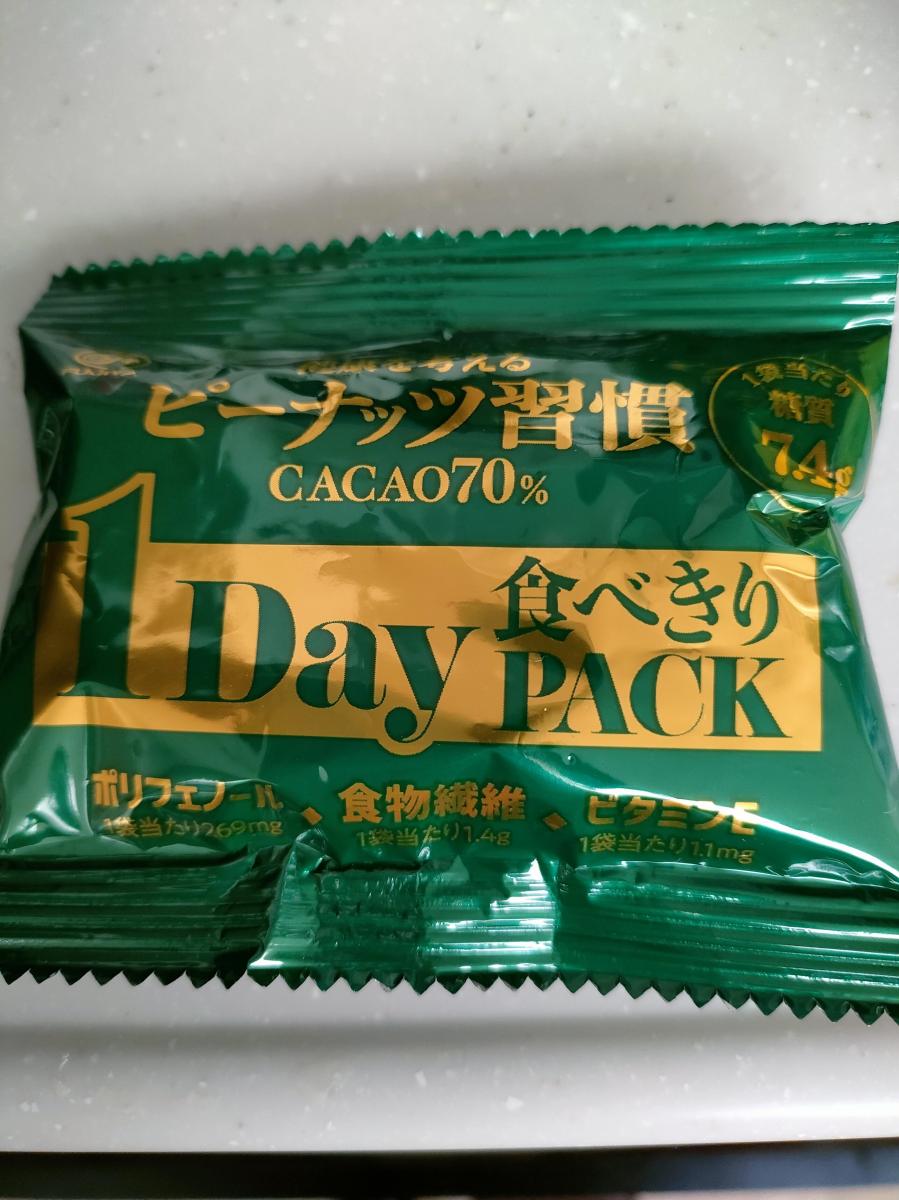 健康を考える
ピーナッツ習慣
CACAO70%
1袋当たり
糖質
7.4g
1Day
食べきり
PACK
ポリフェノール
1袋当たり269mg
食物繊維
1袋当たり1.4g
ビタミンE
1袋当たり1.1mg